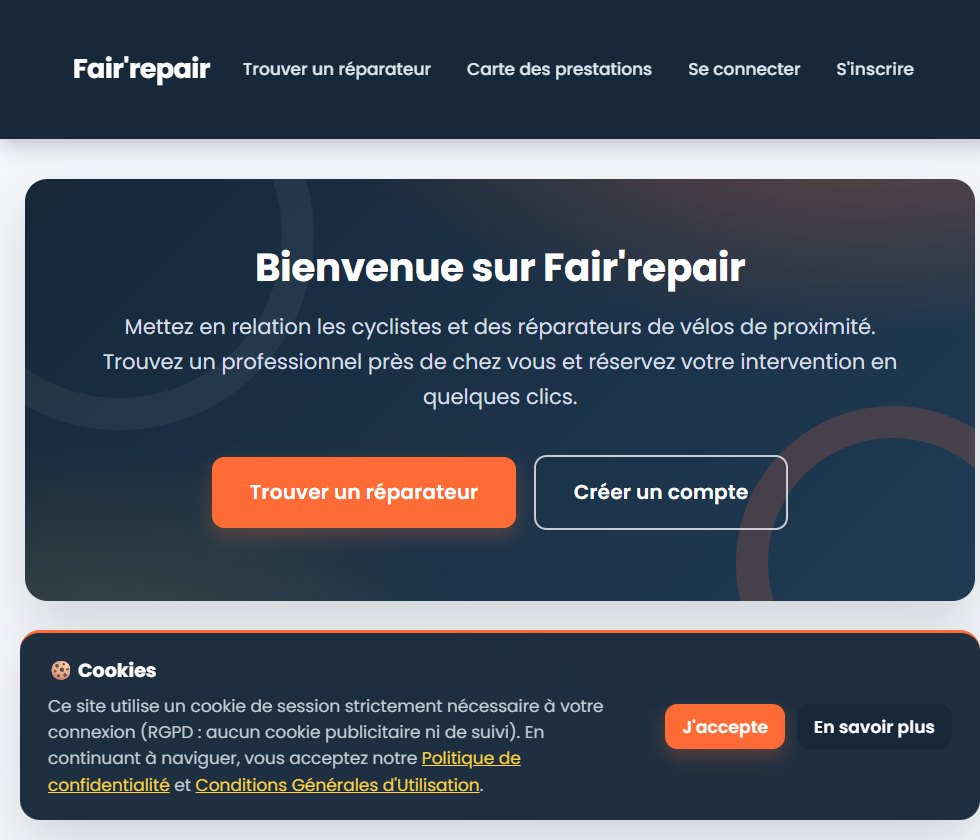 Fair'repair
Trouver un réparateur
Carte des prestations
Se connecter
S'inscrire
Bienvenue sur Fair'repair
Mettez en relation les cyclistes et des réparateurs de vélos de proximité.
Trouvez un professionnel près de chez vous et réservez votre intervention en
quelques clics.
Trouver un réparateur
Créer un compte
🍪 Cookies
Ce site utilise un cookie de session strictement nécessaire à votre
connexion (RGPD : aucun cookie publicitaire ni de suivi). En
continuant à naviguer, vous acceptez notre Politique de
confidentialité et Conditions Générales d'Utilisation.
J'accepte
En savoir plus